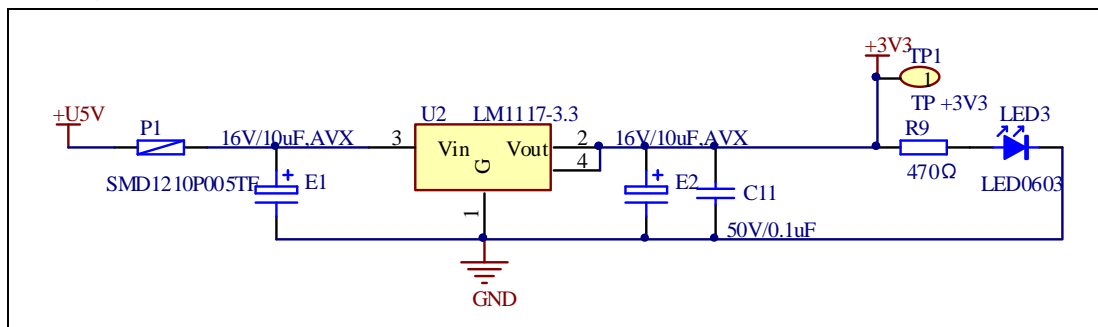 +3V3
TP1
1
+U5V
P1
U2
LM1117-3.3
TP +3V3
R9
LED3
16V/10uF,AVX
3
Vin
G
Vout
2
4
16V/10uF,AVX
SMD1210P005TF
E1
E2
C11
470Ω
LED0603
1
50V/0.1uF
GND